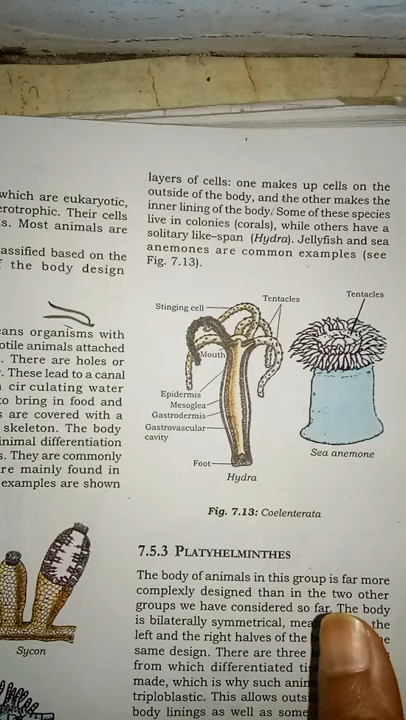 which are eukaryotic,
erotrophic. Their cells
s. Most animals are
assified based on the
f the body design
eans organisms with
otile animals attached
. There are holes or
. These lead to a canal
cir culating water
to bring in food and
s are covered with a
skeleton. The body
inimal differentiation
s. They are commonly
re mainly found in
examples are shown
Sycon
layers of cells: one makes up cells on the
outside of the body, and the other makes the
inner lining of the body. Some of these species
live in colonies (corals), while others have a
solitary like–span (Hydra). Jellyfish and sea
anemones are common examples (see
Fig. 7.13).
Stinging cell
Tentacles
Tentacles
Mouth
Epidermis
Mesoglea
Gastrodermis
Gastrovascular
cavity
Foot
Hydra
Sea anemone
Fig. 7.13: Coelenterata
7.5.3 PLATYHELMINTHES
The body of animals in this group is far more
complexly designed than in the two other
groups we have considered so far. The body
is bilaterally symmetrical, mea the
left and the right halves of the
same design. There are three
from which differentiated
made, which is why such
triploblastic. This allows
body linings as well as some